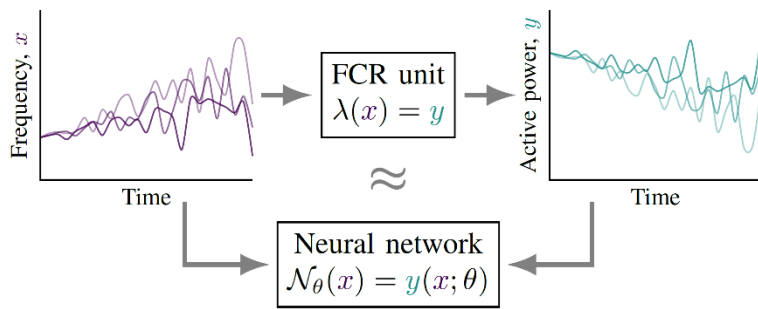 Frequency, x
Time
FCR unit
λ(x) = y
Active power, y
Time
≈
Neural network
𝒩θ(x) = y(x; θ)